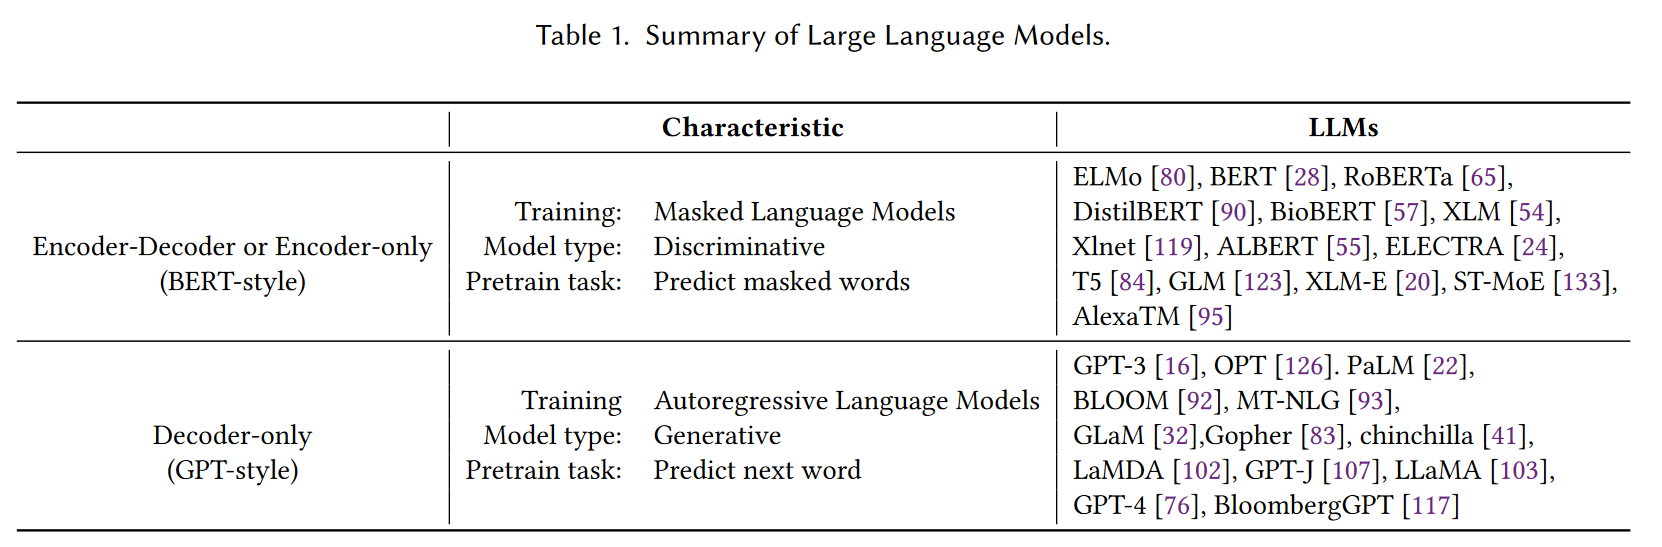 Table 1. Summary of Large Language Models.
Characteristic LLMs
Encoder-Decoder or Encoder-only
(BERT-style)
Training: Masked Language Models
Model type: Discriminative
Pretrain task: Predict masked words
ELMo [80], BERT [28], RoBERTa [65],
DistilBERT [90], BioBERT [57], XLM [54],
Xlnet [119], ALBERT [55], ELECTRA [24],
T5 [84], GLM [123], XLM-E [20], ST-MoE [133],
AlexaTM [95]
Decoder-only
(GPT-style)
Training Autoregressive Language Models
Model type: Generative
Pretrain task: Predict next word
GPT-3 [16], OPT [126]. PaLM [22],
BLOOM [92], MT-NLG [93],
GLaM [32],Gopher [83], chinchilla [41],
LaMDA [102], GPT-J [107], LLaMA [103],
GPT-4 [76], BloombergGPT [117]